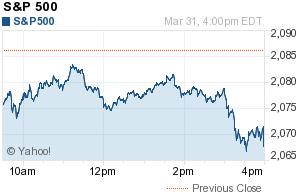 S&P 500
S&P500
Mar 31, 4:00pm EDT
2,090
2,085
2,080
2,075
2,070
2,065
© Yahoo!
10am 12pm 2pm 4pm
Previous Close